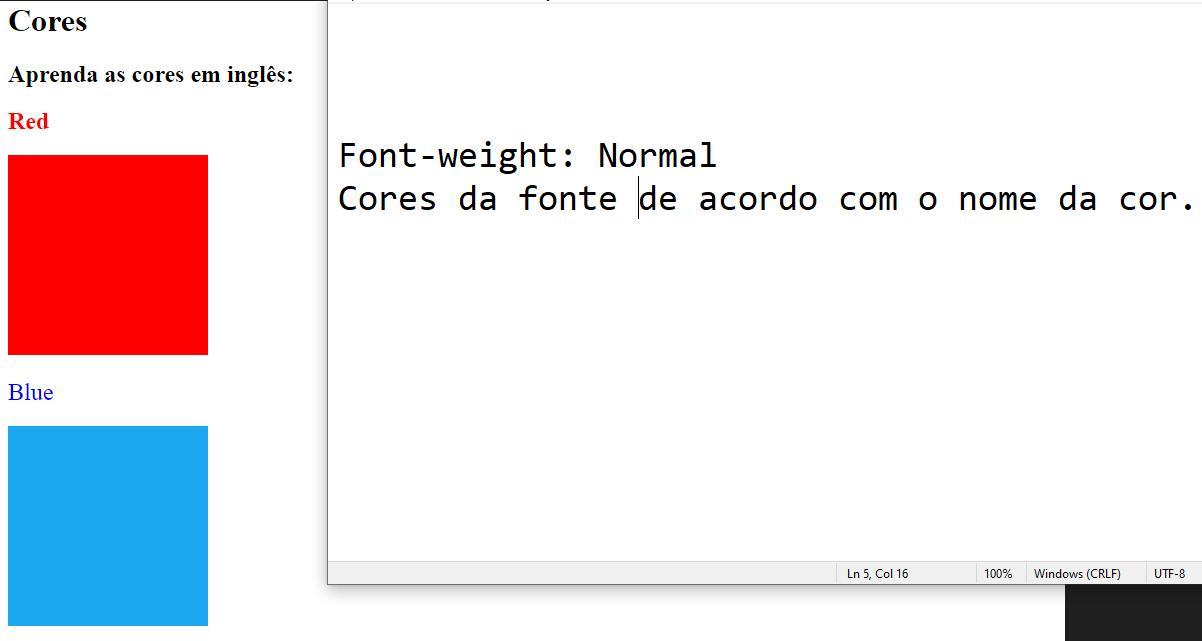 Cores
Aprenda as cores em inglês:
Red
Blue
Font-weight: Normal
Cores da fonte de acordo com o nome da cor.
Ln 5, Col 16
100%
Windows (CRLF)
UTF-8